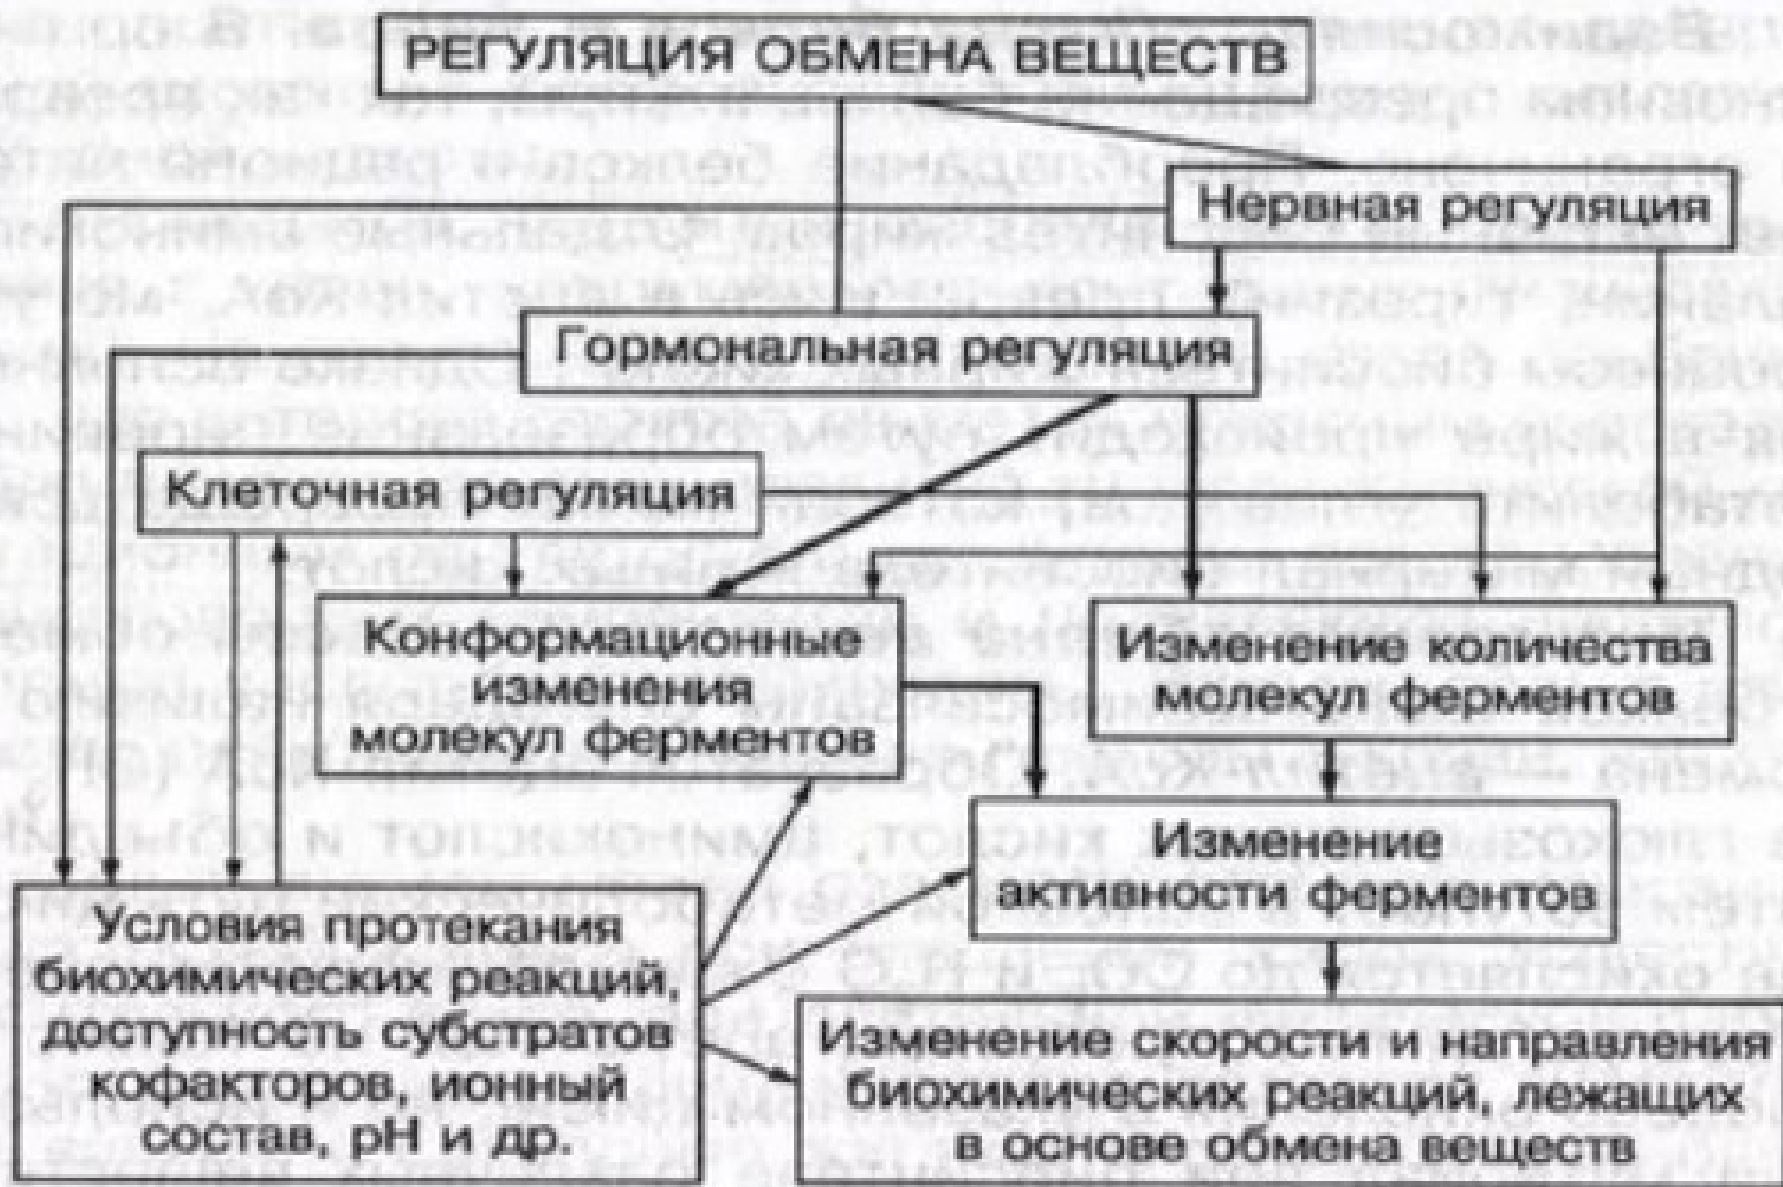 РЕГУЛЯЦИЯ ОБМЕНА ВЕЩЕСТВ
Нервная регуляция
Гормональная регуляция
Клеточная регуляция
Конформационные
изменения
молекул ферментов
Изменение количества
молекул ферментов
Изменение
активности ферментов
Условия протекания
биохимических реакций,
доступность субстратов
кофакторов, ионный
состав, pH и др.
Изменение скорости и направления
биохимических реакций, лежащих
в основе обмена веществ